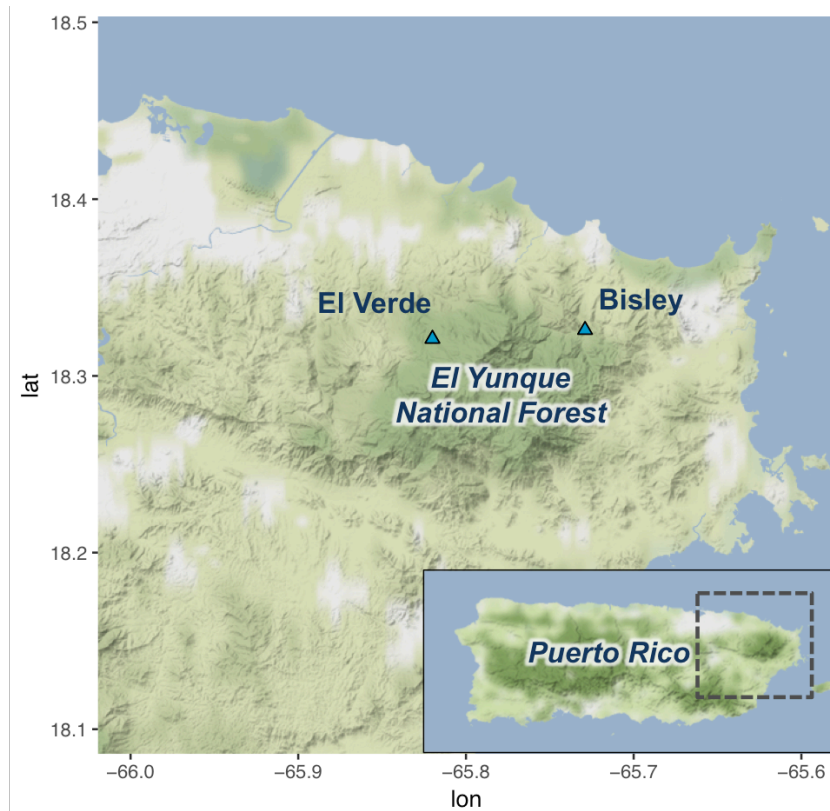 18.5
18.4
18.3
18.2
18.1
lat
El Verde
Bisley
El Yunque
National Forest
Puerto Rico
−66.0
−65.9
−65.8
−65.7
−65.6
lon